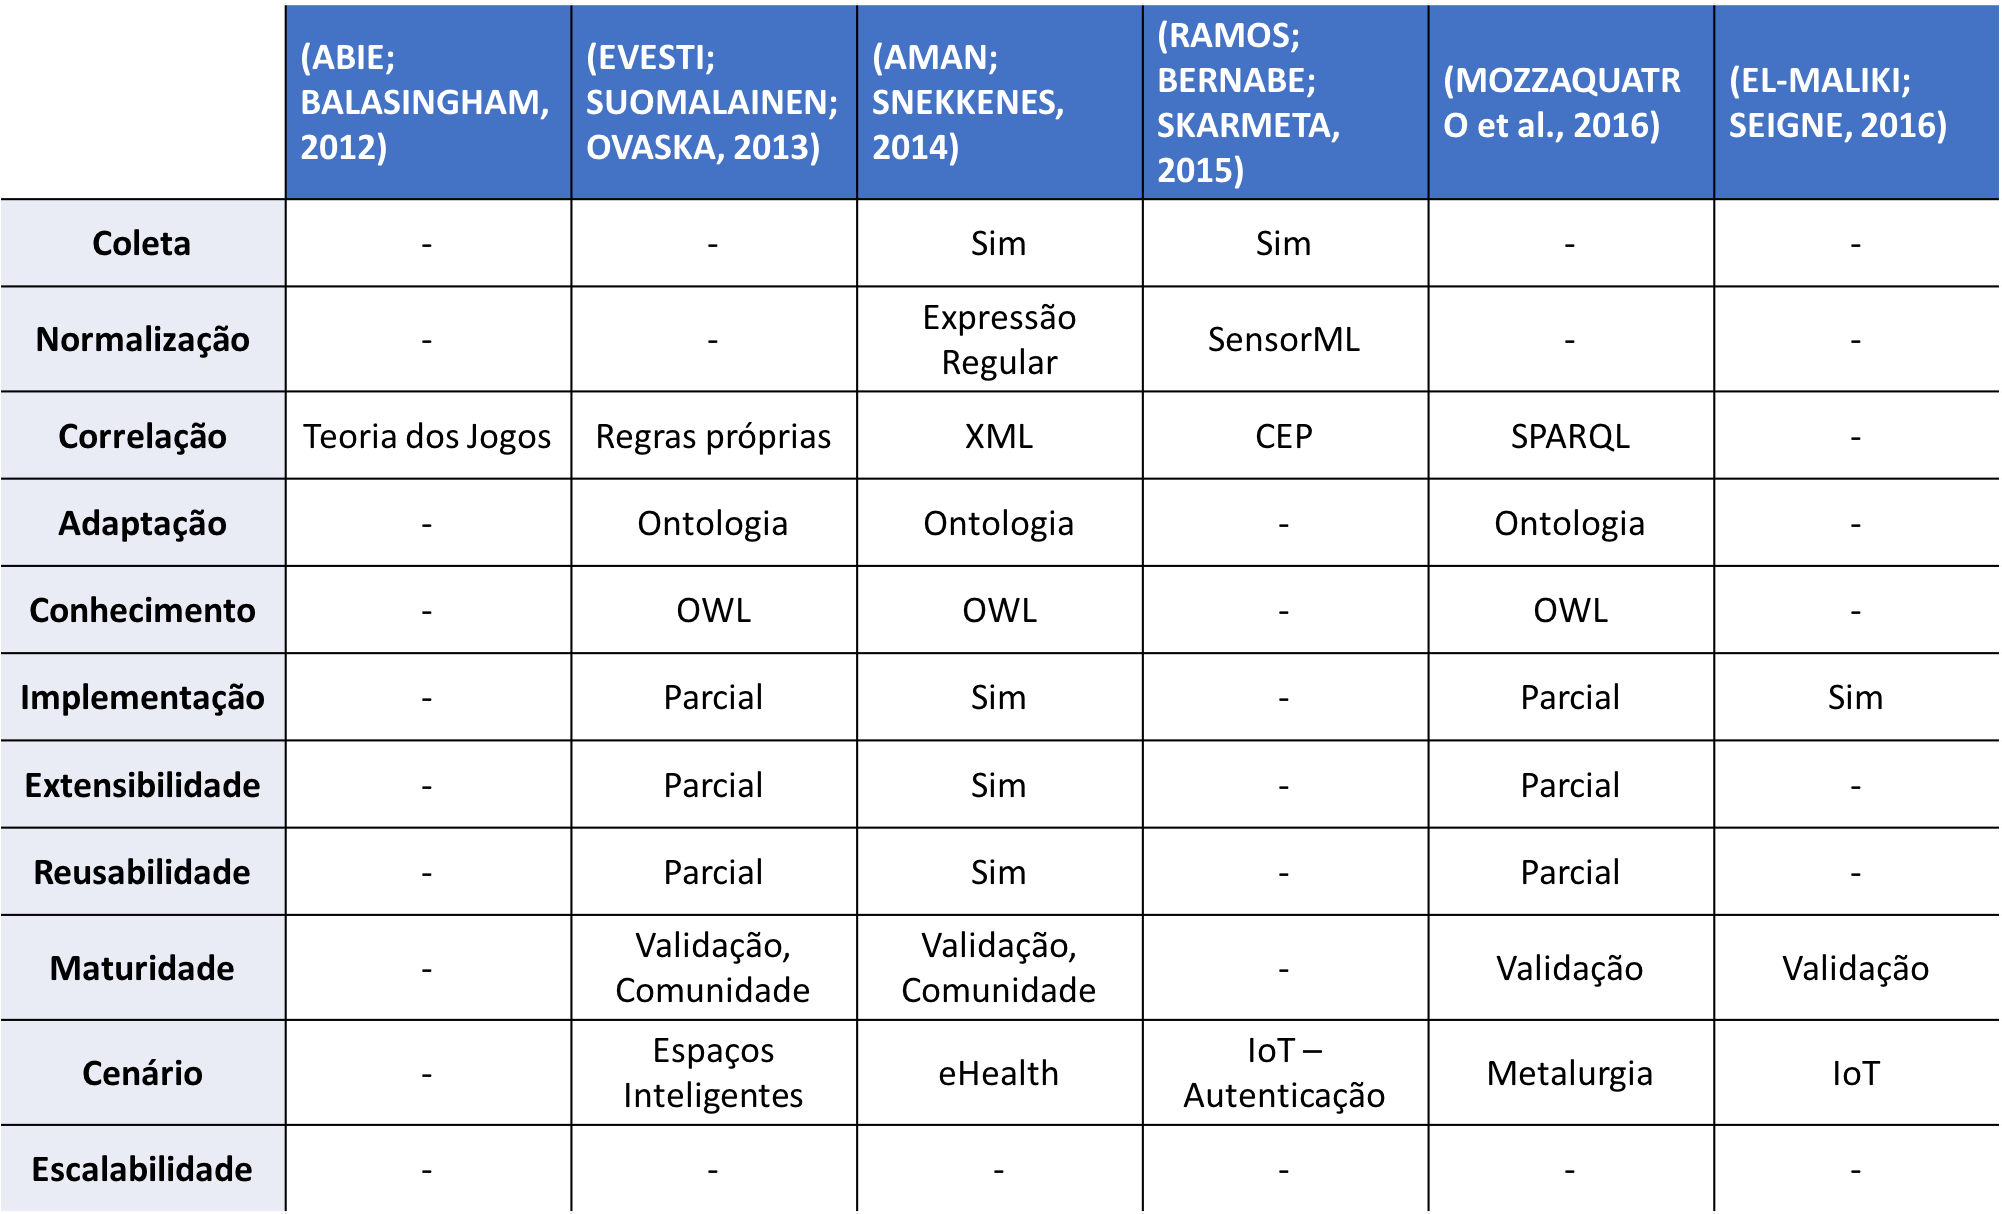 (ABIE;
BALASINGHAM,
2012)
(EVESTI;
SUOMALAINEN;
OVASKA, 2013)
(AMAN;
SNEKKENES,
2014)
(RAMOS;
BERNABE;
SKARMETA,
2015)
(MOZZAQUATR
O et al., 2016)
(EL-MALIKI;
SEIGNE, 2016)
Coleta
-
-
Sim
Sim
-
-
Normalização
-
-
Expressão
Regular
SensorML
-
-
Correlação
Teoria dos Jogos
Regras próprias
XML
CEP
SPARQL
-
Adaptação
-
Ontologia
Ontologia
-
Ontologia
-
Conhecimento
-
OWL
OWL
-
OWL
-
Implementação
-
Parcial
Sim
-
Parcial
Sim
Extensibilidade
-
Parcial
Sim
-
Parcial
-
Reusabilidade
-
Parcial
Sim
-
Parcial
-
Maturidade
-
Validação,
Comunidade
Validação,
Comunidade
-
Validação
Validação
Cenário
-
Espaços
Inteligentes
eHealth
IoT –
Autenticação
Metalurgia
IoT
Escalabilidade
-
-
-
-
-
-